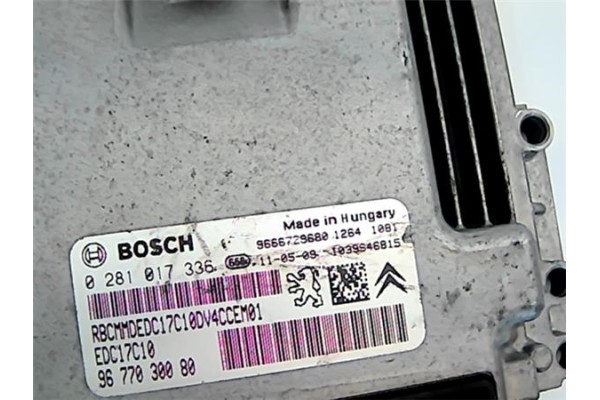 Made in Hungary
BOSCH 9666729680 1264 1081
0 281 017 336 11-05-09 1039S46815
RBCMMDEDC17C10DV4CCEM01
EDC17C10
96 770 300 80